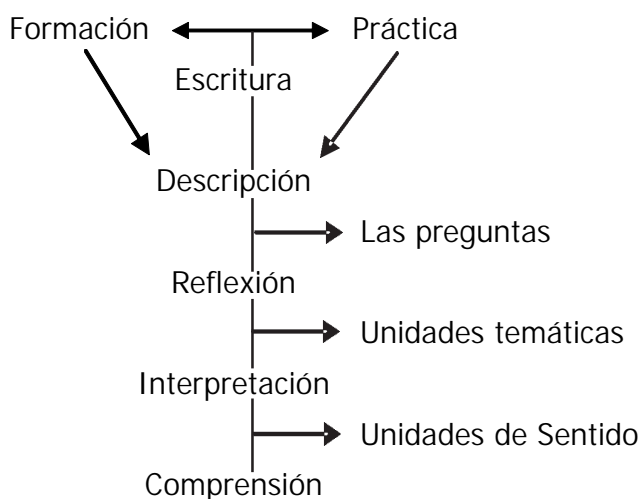 Formación
Práctica
Escritura
Descripción
Las preguntas
Reflexión
Unidades temáticas
Interpretación
Unidades de Sentido
Comprensión